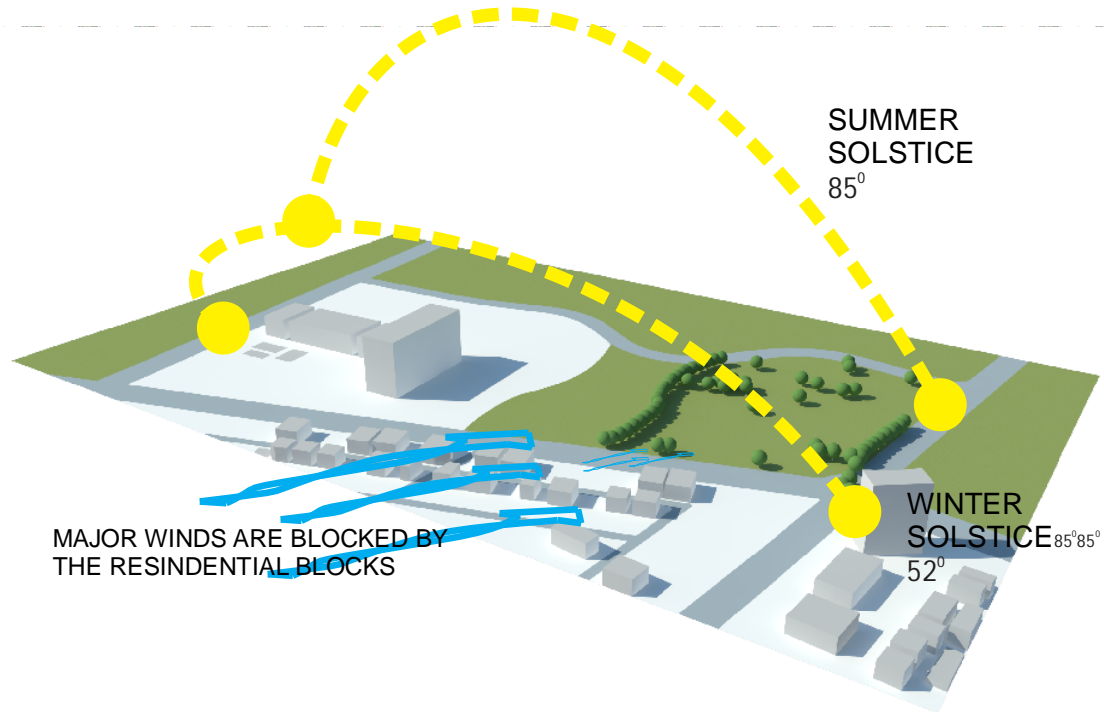 SUMMER
SOLSTICE
85⁰
MAJOR WINDS ARE BLOCKED BY
THE RESINDENTIAL BLOCKS
WINTER
SOLSTICE85⁰85⁰
52⁰